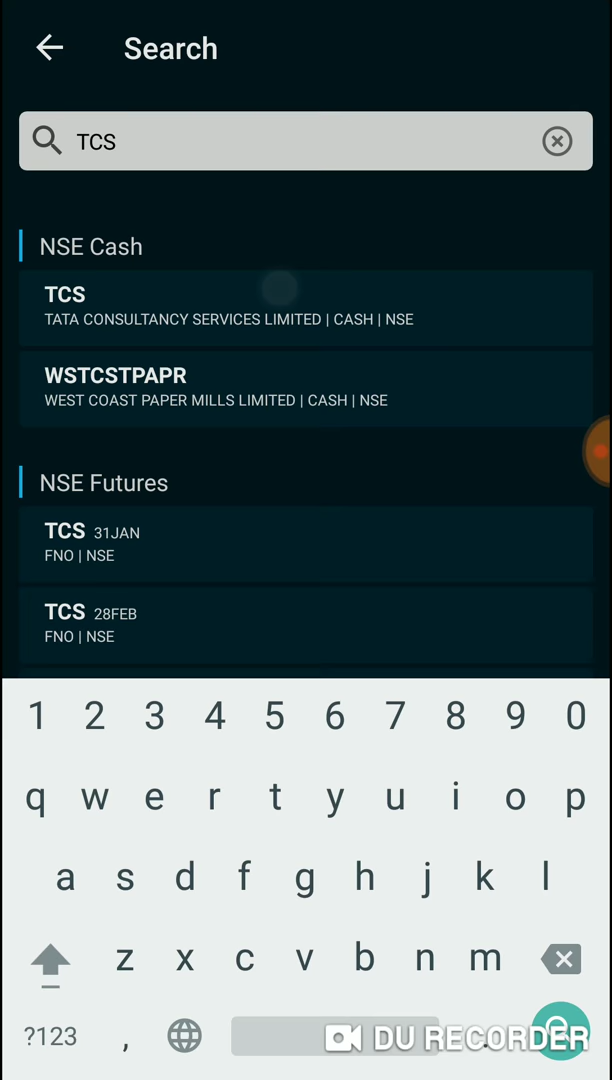 Search
TCS
NSE Cash
TCS
TATA CONSULTANCY SERVICES LIMITED | CASH | NSE
WSTCSTPAPR
WEST COAST PAPER MILLS LIMITED | CASH | NSE
NSE Futures
TCS 31JAN
FNO | NSE
TCS 28FEB
FNO | NSE
1 2 3 4 5 6 7 8 9 0
q w e r t y u i o p
a s d f g h j k l
z x c v b n m
?123 , .
DU RECORDER